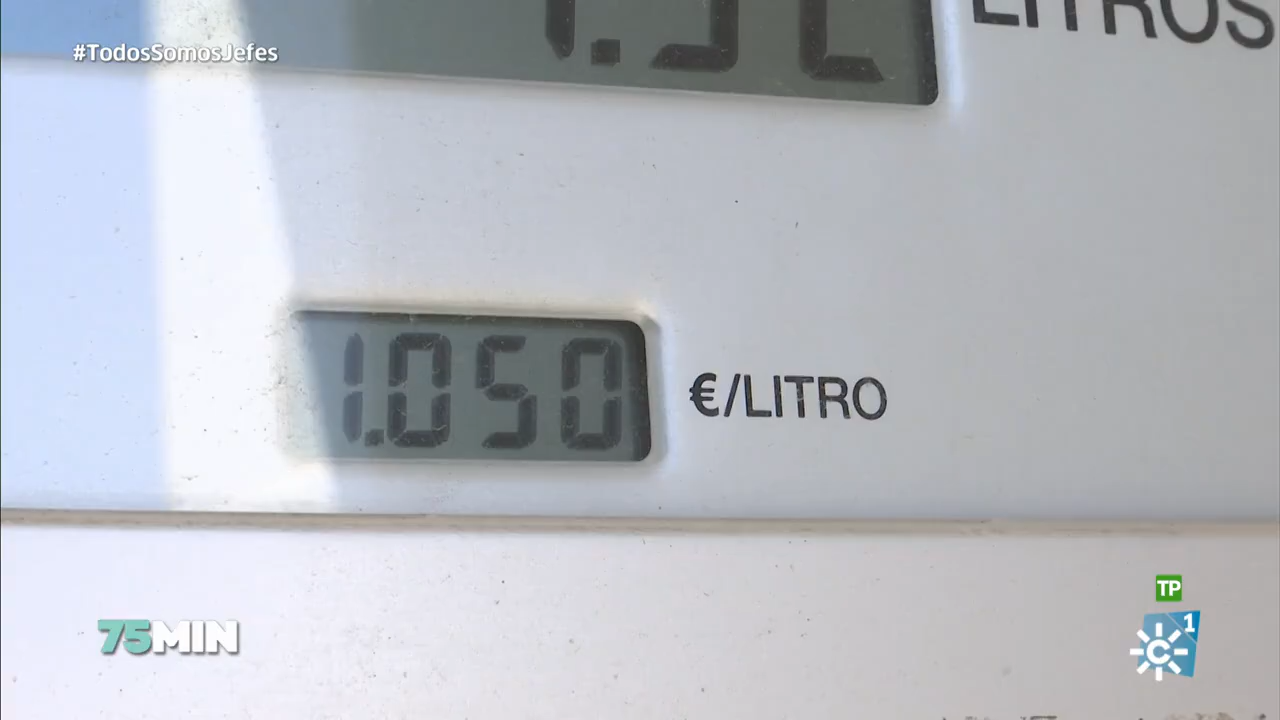 LITROS
#TodosSomosJefes
1.050 €/LITRO
TP
75MIN
1